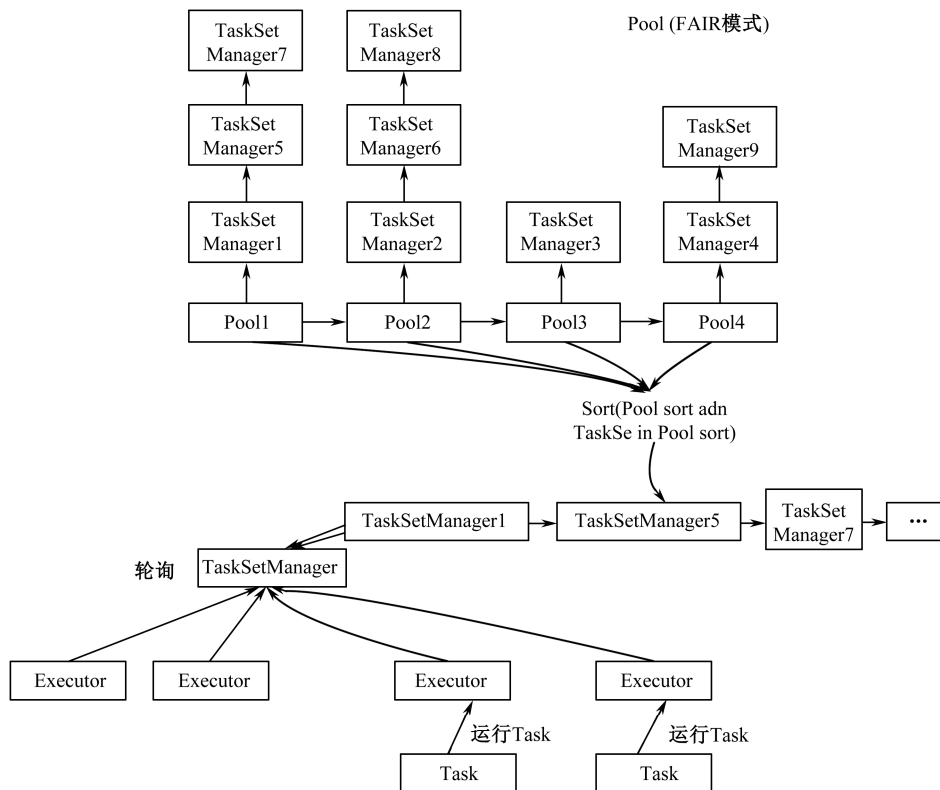 Pool (FAIR模式)
TaskSet
Manager7
TaskSet
Manager8
TaskSet
Manager5
TaskSet
Manager6
TaskSet
Manager9
TaskSet
Manager1
TaskSet
Manager2
TaskSet
Manager3
TaskSet
Manager4
Pool1
Pool2
Pool3
Pool4
Sort(Pool sort adn
TaskSe in Pool sort)
TaskSetManager1
TaskSetManager5
TaskSet
Manager7
...
轮询
TaskSetManager
Executor
Executor
Executor
Executor
运行Task
运行Task
Task
Task